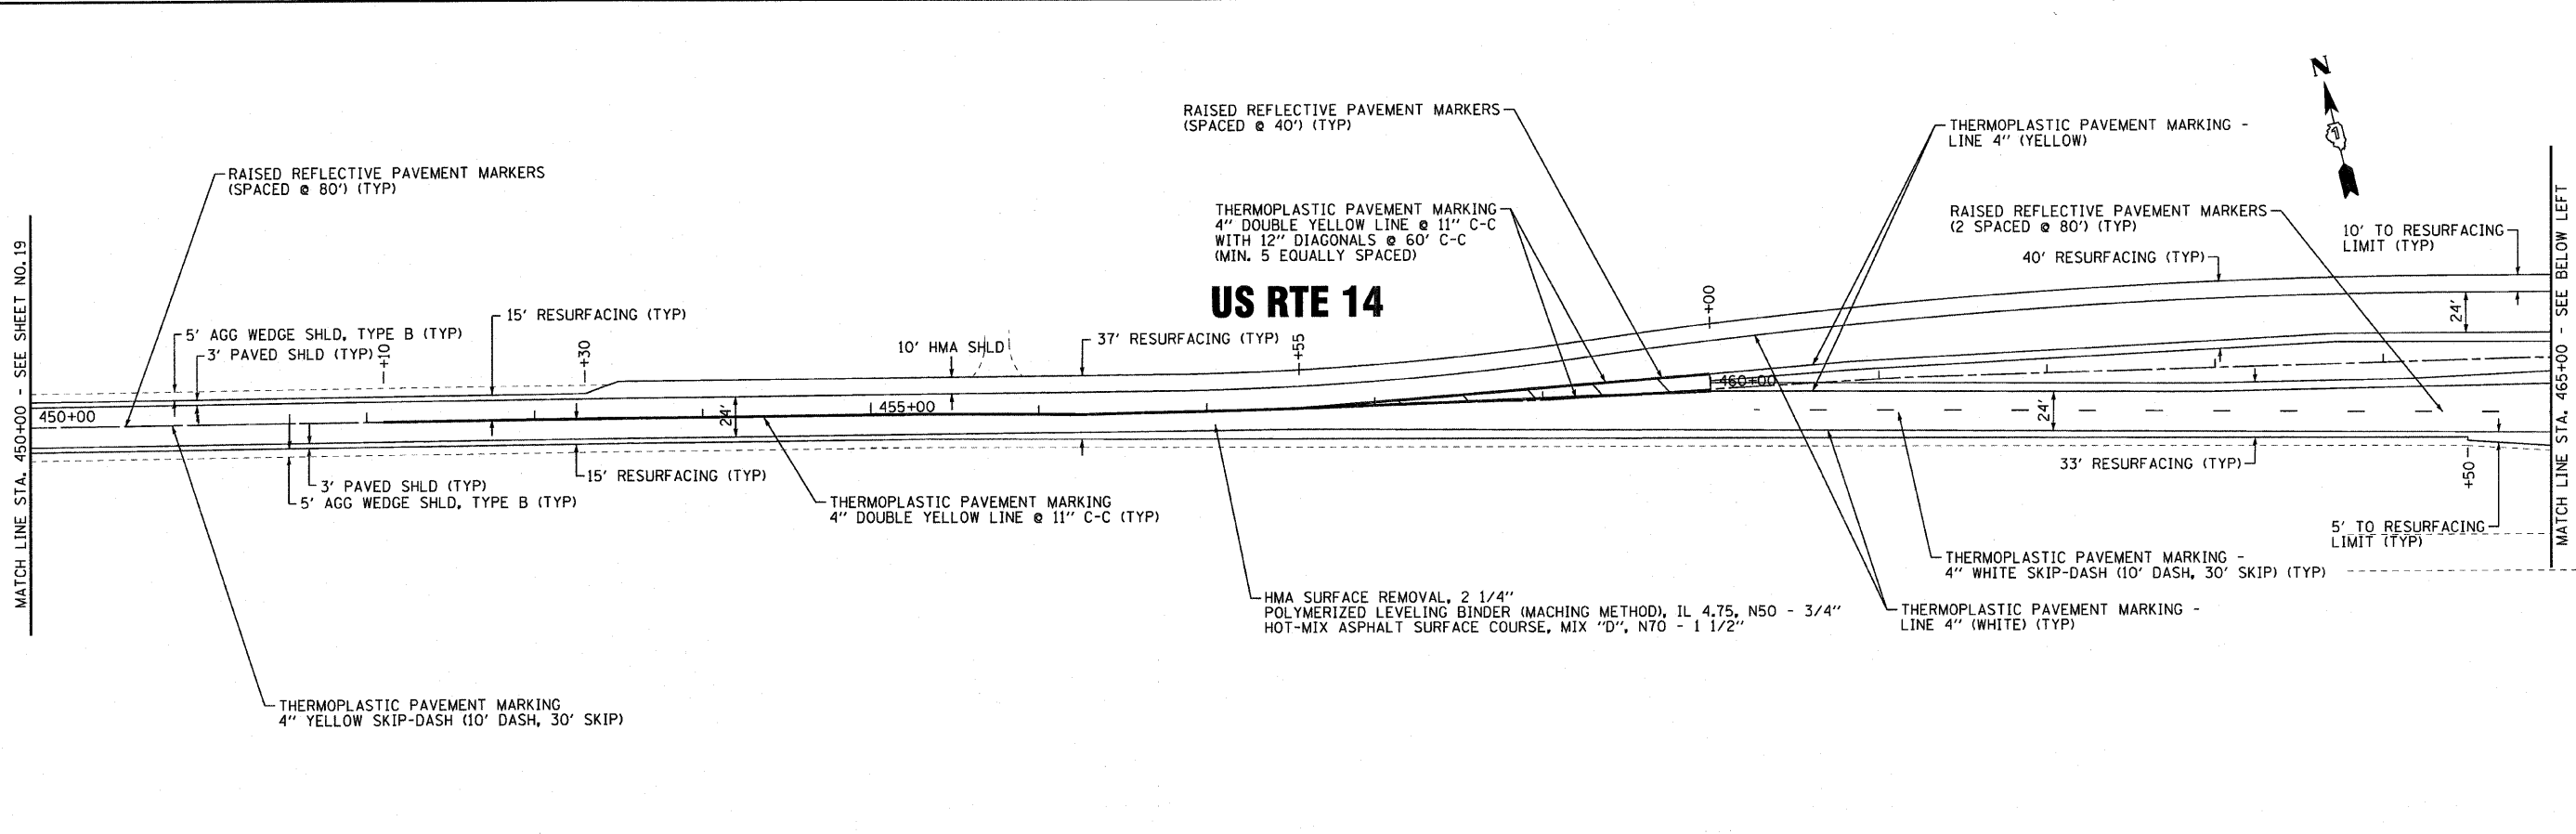 RAISED REFLECTIVE PAVEMENT MARKERS
(SPACED @ 80') (TYP)
5' AGG WEDGE SHLD, TYPE B (TYP)
3' PAVED SHLD (TYP)
+10
15' RESURFACING (TYP)
+30
10' HMA SHLD
37' RESURFACING (TYP)
+55
RAISED REFLECTIVE PAVEMENT MARKERS
(SPACED @ 40') (TYP)
THERMOPLASTIC PAVEMENT MARKING
4" DOUBLE YELLOW LINE @ 11" C-C
WITH 12" DIAGONALS @ 60' C-C
(MIN. 5 EQUALLY SPACED)
US RTE 14
+00
THERMOPLASTIC PAVEMENT MARKING -
LINE 4" (YELLOW)
RAISED REFLECTIVE PAVEMENT MARKERS
(2 SPACED @ 80') (TYP)
40' RESURFACING (TYP)
10' TO RESURFACING
LIMIT (TYP)
N
MATCH LINE STA. 450+00 - SEE SHEET NO. 19
450+00
24'
455+00
460+00
24'
24'
MATCH LINE STA. 465+00 - SEE BELOW LEFT
3' PAVED SHLD (TYP)
5' AGG WEDGE SHLD, TYPE B (TYP)
15' RESURFACING (TYP)
THERMOPLASTIC PAVEMENT MARKING
4" DOUBLE YELLOW LINE @ 11" C-C (TYP)
33' RESURFACING (TYP)
+50
5' TO RESURFACING
LIMIT (TYP)
THERMOPLASTIC PAVEMENT MARKING -
4" WHITE SKIP-DASH (10' DASH, 30' SKIP) (TYP)
HMA SURFACE REMOVAL, 2 1/4"
POLYMERIZED LEVELING BINDER (MACHING METHOD), IL 4.75, N50 - 3/4"
HOT-MIX ASPHALT SURFACE COURSE, MIX "D", N70 - 1 1/2"
THERMOPLASTIC PAVEMENT MARKING -
LINE 4" (WHITE) (TYP)
THERMOPLASTIC PAVEMENT MARKING
4" YELLOW SKIP-DASH (10' DASH, 30' SKIP)